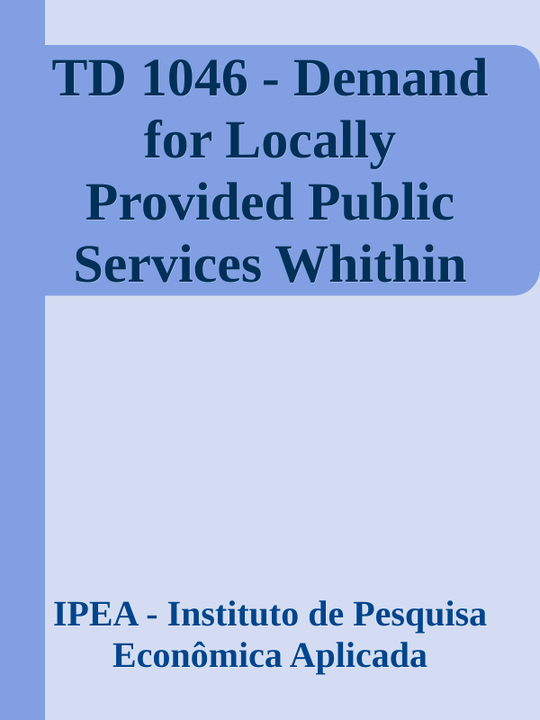 TD 1046 - Demand
for Locally
Provided Public
Services Whithin
IPEA - Instituto de Pesquisa
Econômica Aplicada